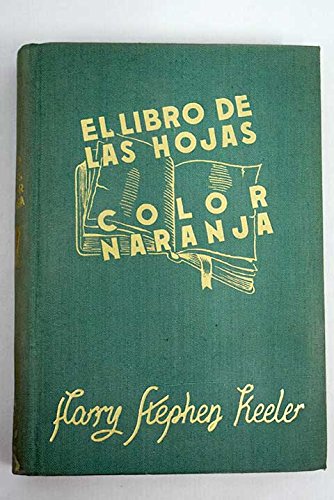 EL LIBRO DE
LAS HOJAS
COLOR
NARANJA
Harry Stephen Keeler